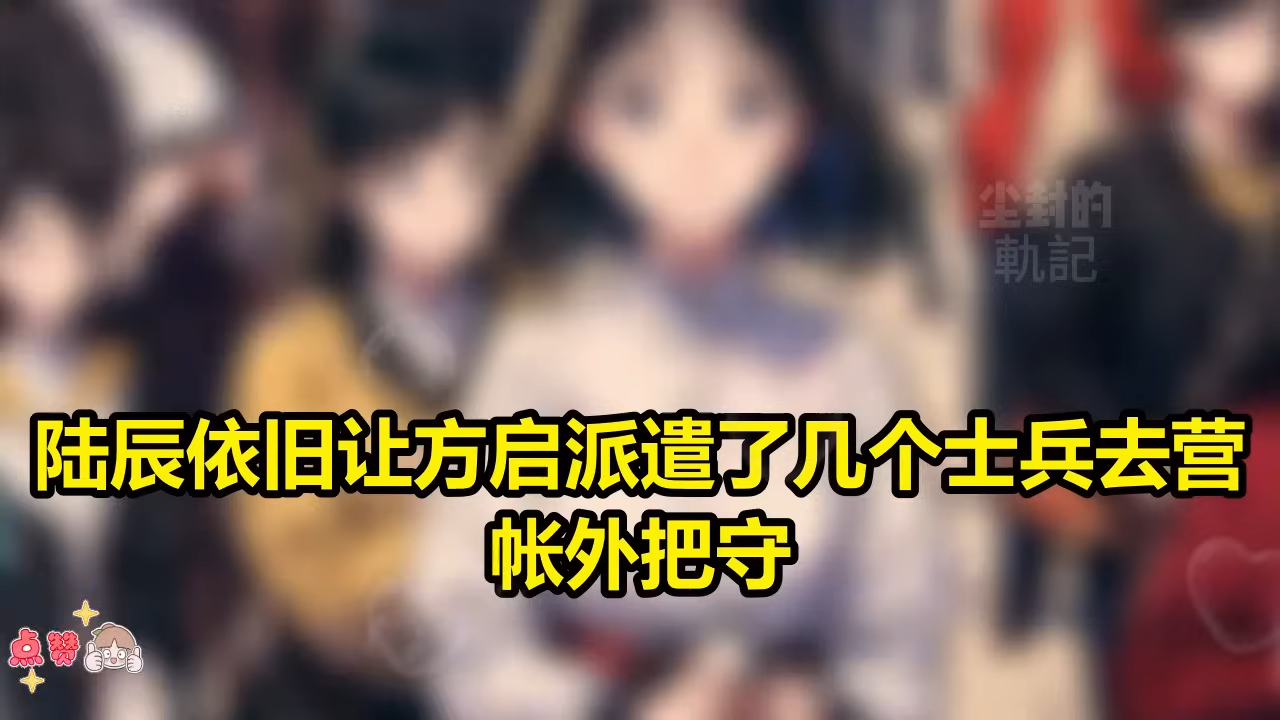 尘封的
軌記
陆辰依旧让方启派遣了几个士兵去营
帐外把守
点赞